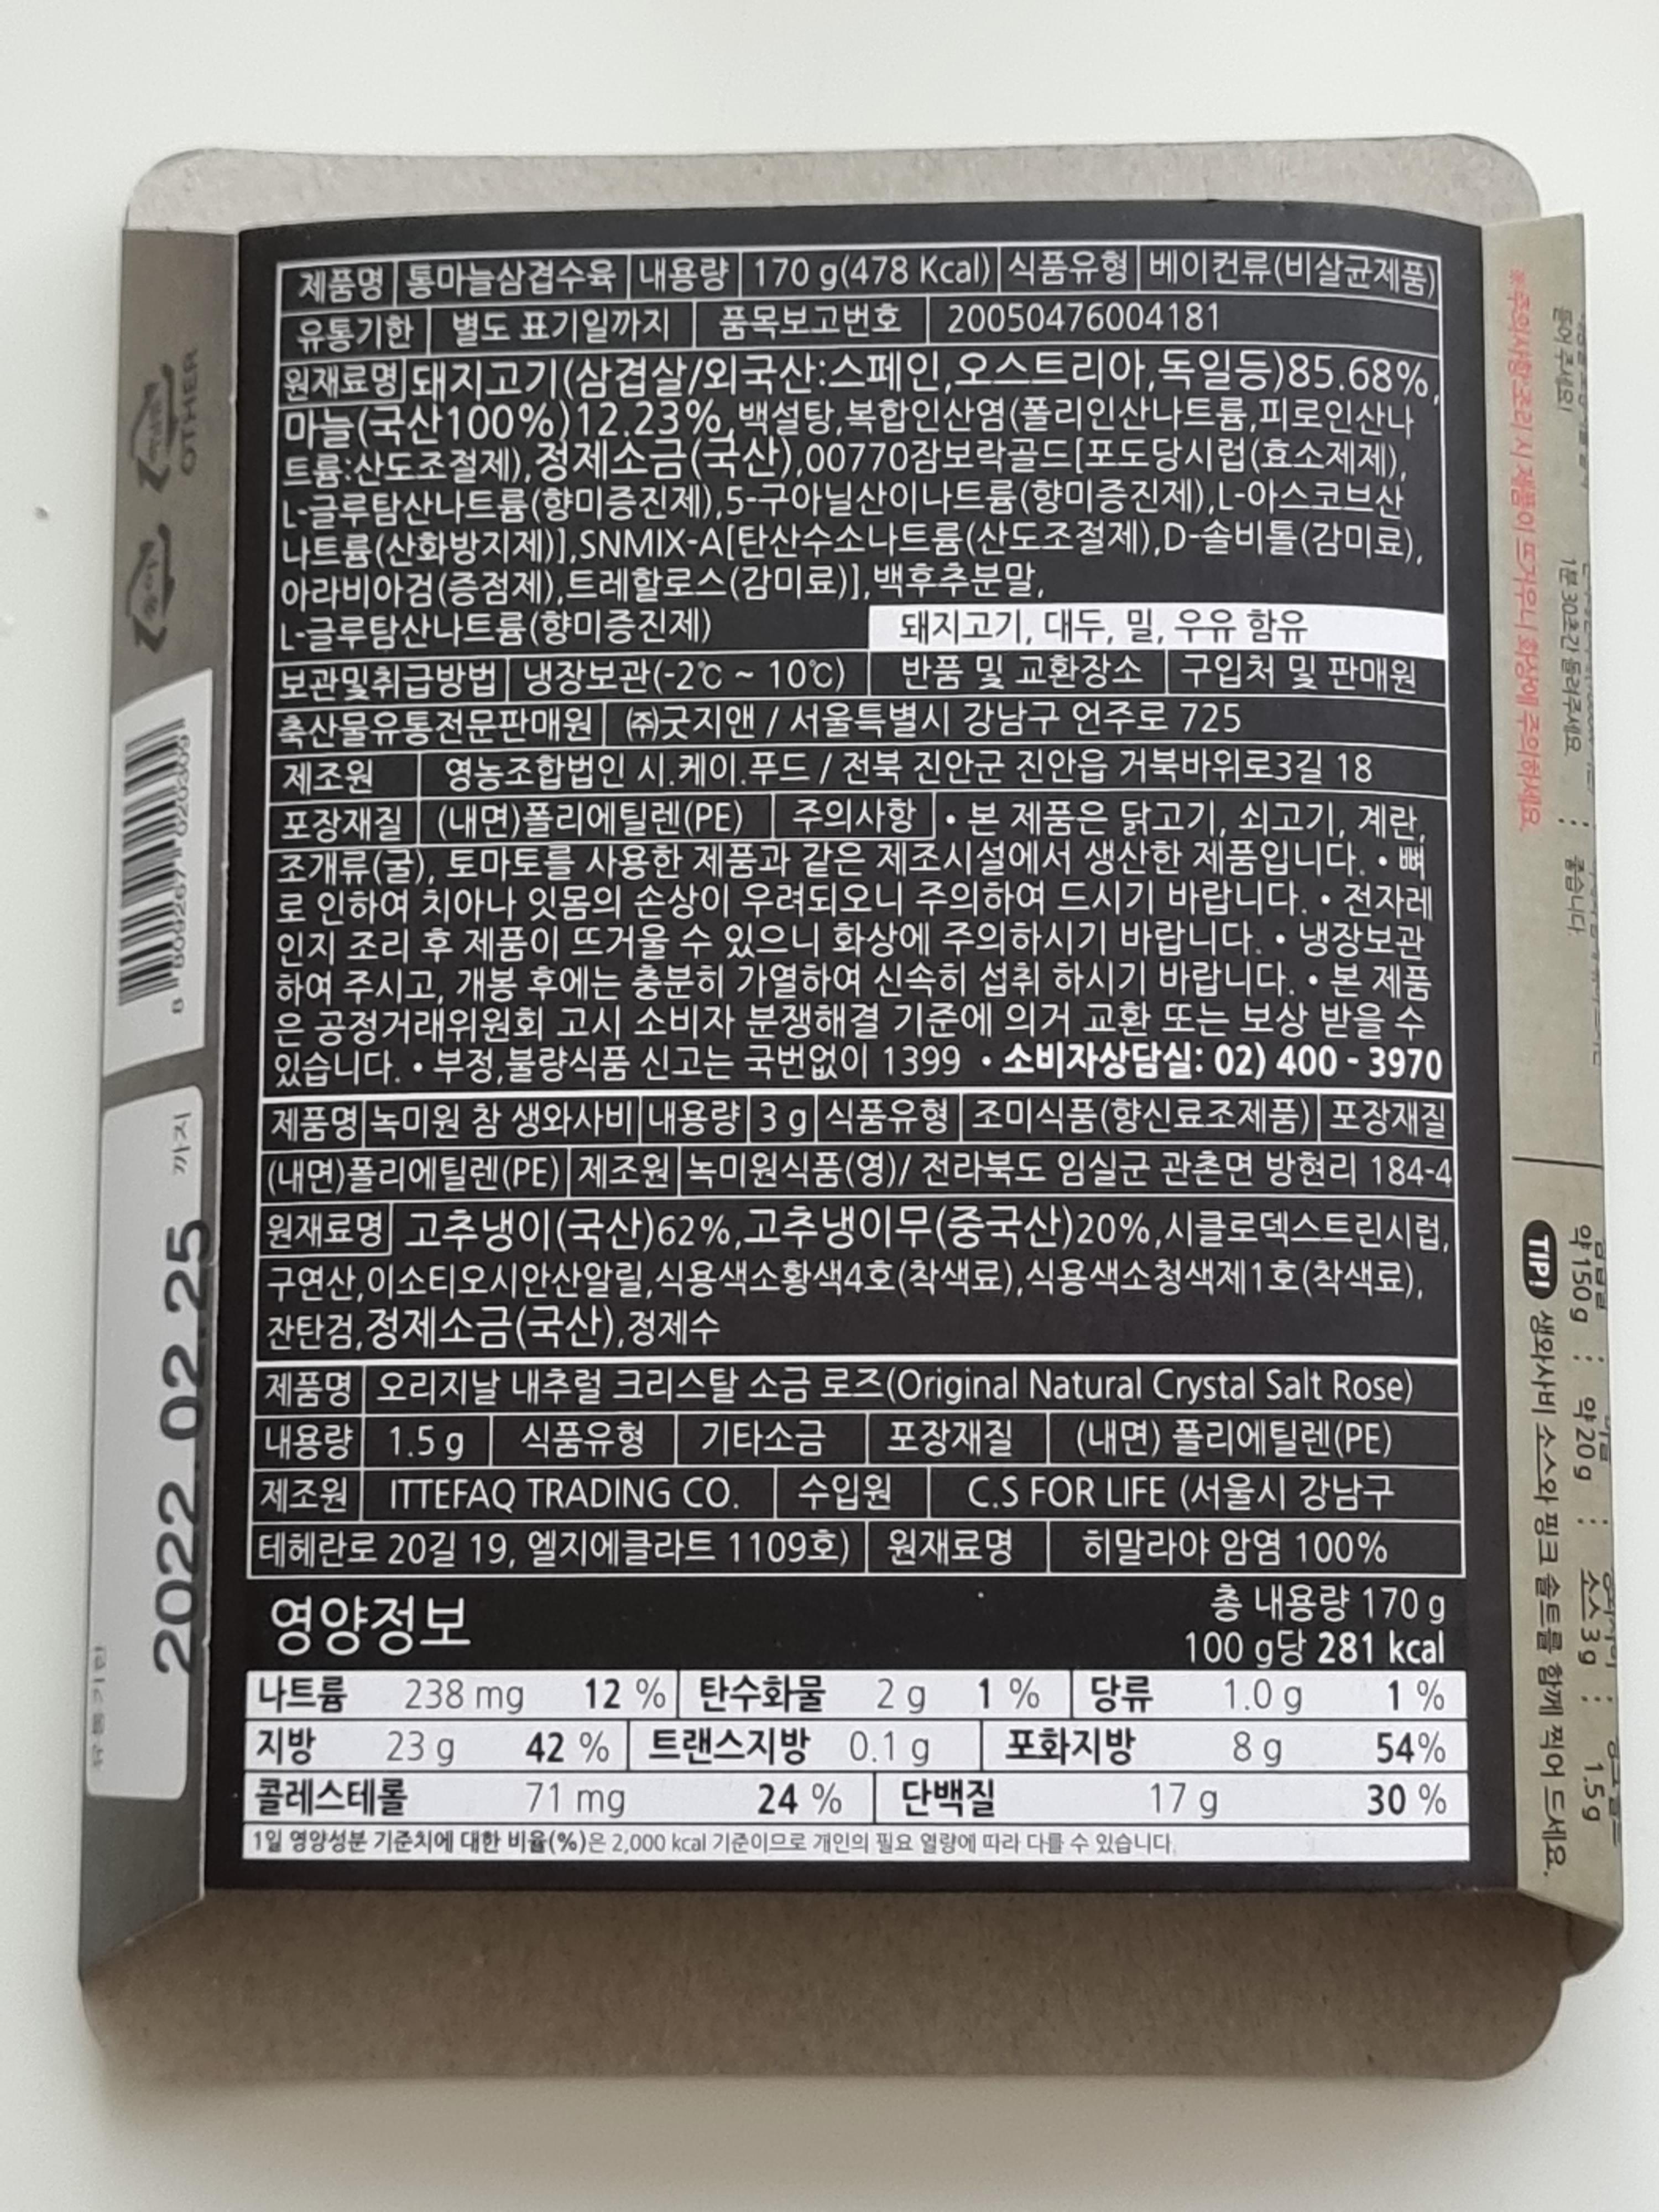 제품명 통마늘삼겹수육 내용량 170 g(478 Kcal) 식품유형 베이컨류(비살균제품)
유통기한 별도 표기일까지 품목보고번호 20050476004181
원재료명 돼지고기(삼겹살/외국산:스페인,오스트리아,독일등)85.68%,
마늘(국산100%)12.23%,백설탕,복합인산염(폴리인산나트륨,피로인산나
트륨:산도조절제),정제소금(국산),00770잠보락골드[포도당시럽(효소제제),
L-글루탐산나트륨(향미증진제),5-구아닐산이나트륨(향미증진제),L-아스코브산
나트륨(산화방지제)],SNMIX-A[탄산수소나트륨(산도조절제),D-솔비톨(감미료),
아라비아검(증점제),트레할로스(감미료)],백후추분말,
L-글루탐산나트륨(향미증진제) 돼지고기, 대두, 밀, 우유 함유
보관및취급방법 냉장보관(-2℃ ~ 10℃) 반품 및 교환장소 구입처 및 판매원
축산물유통전문판매원 ㈜굿지앤 / 서울특별시 강남구 언주로 725
제조원 영농조합법인 시.케이.푸드 / 전북 진안군 진안읍 거북바위로3길 18
포장재질 (내면)폴리에틸렌(PE) 주의사항 • 본 제품은 닭고기, 쇠고기, 계란,
조개류(굴), 토마토를 사용한 제품과 같은 제조시설에서 생산한 제품입니다. • 뼈
로 인하여 치아나 잇몸의 손상이 우려되오니 주의하여 드시기 바랍니다. • 전자레
인지 조리 후 제품이 뜨거울 수 있으니 화상에 주의하시기 바랍니다. • 냉장보관
하여 주시고, 개봉 후에는 충분히 가열하여 신속히 섭취 하시기 바랍니다. • 본 제품
은 공정거래위원회 고시 소비자 분쟁해결 기준에 의거 교환 또는 보상 받을 수
있습니다. • 부정,불량식품 신고는 국번없이 1399 • 소비자상담실: 02) 400 - 3970
제품명 녹미원 참 생와사비 내용량 3 g 식품유형 조미식품(향신료조제품) 포장재질
(내면)폴리에틸렌(PE) 제조원 녹미원식품(영)/ 전라북도 임실군 관촌면 방현리 184-4
원재료명 고추냉이(국산)62%,고추냉이무(중국산)20%,시클로덱스트린시럽,
구연산,이소티오시안산알릴,식용색소황색4호(착색료),식용색소청색제1호(착색료),
잔탄검,정제소금(국산),정제수
제품명 오리지날 내추럴 크리스탈 소금 로즈(Original Natural Crystal Salt Rose)
내용량 1.5 g 식품유형 기타소금 포장재질 (내면) 폴리에틸렌(PE)
제조원 ITTEFAQ TRADING CO. 수입원 C.S FOR LIFE (서울시 강남구
테헤란로 20길 19, 엘지에클라트 1109호) 원재료명 히말라야 암염 100%
영양정보
총 내용량 170 g
100 g당 281 kcal
나트륨 238 mg 12 % 탄수화물 2 g 1 % 당류 1.0 g 1 %
지방 23 g 42 % 트랜스지방 0.1 g 포화지방 8 g 54%
콜레스테롤 71 mg 24 % 단백질 17 g 30 %
1일 영양성분 기준치에 대한 비율(%)은 2,000 kcal 기준이므로 개인의 필요 열량에 따라 다를 수 있습니다.
OTHER
2022.02.25 까지
※주의사항:조리 시 제품이 뜨거우니 화상에 주의하세요.
1분 30초간 돌려주세요.
좋습니다
약150g : 약20g : 소스3g : 1.5g
TIP! 생와사비 소스와 핑크 솔트를 함께 찍어 드세요.